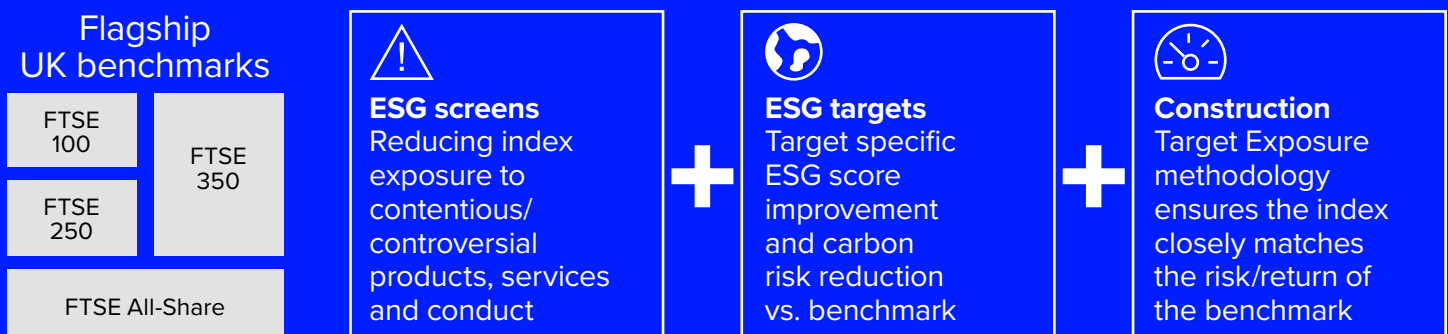 Flagship
UK benchmarks
FTSE
100
FTSE
250
FTSE
350
FTSE All-Share
ESG screens
Reducing index
exposure to
contentious/
controversial
products, services
and conduct
ESG targets
Target specific
ESG score
improvement
and carbon
risk reduction
vs. benchmark
Construction
Target Exposure
methodology
ensures the index
closely matches
the risk/return of
the benchmark